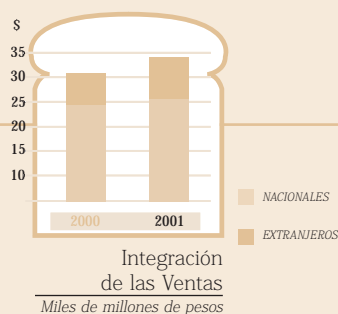 $
35
30
25
20
15
10
2000 2001
NACIONALES
EXTRANJEROS
Integración
de las Ventas
Miles de millones de pesos